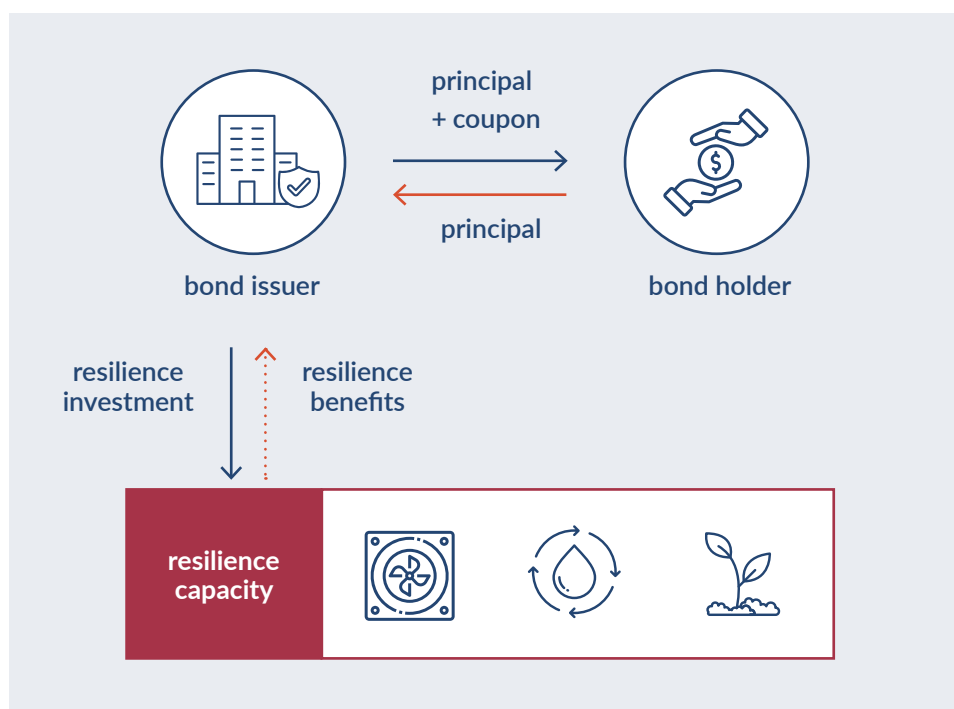 principal
+ coupon
principal
$
bond issuer
bond holder
resilience
investment
resilience
benefits
resilience
capacity